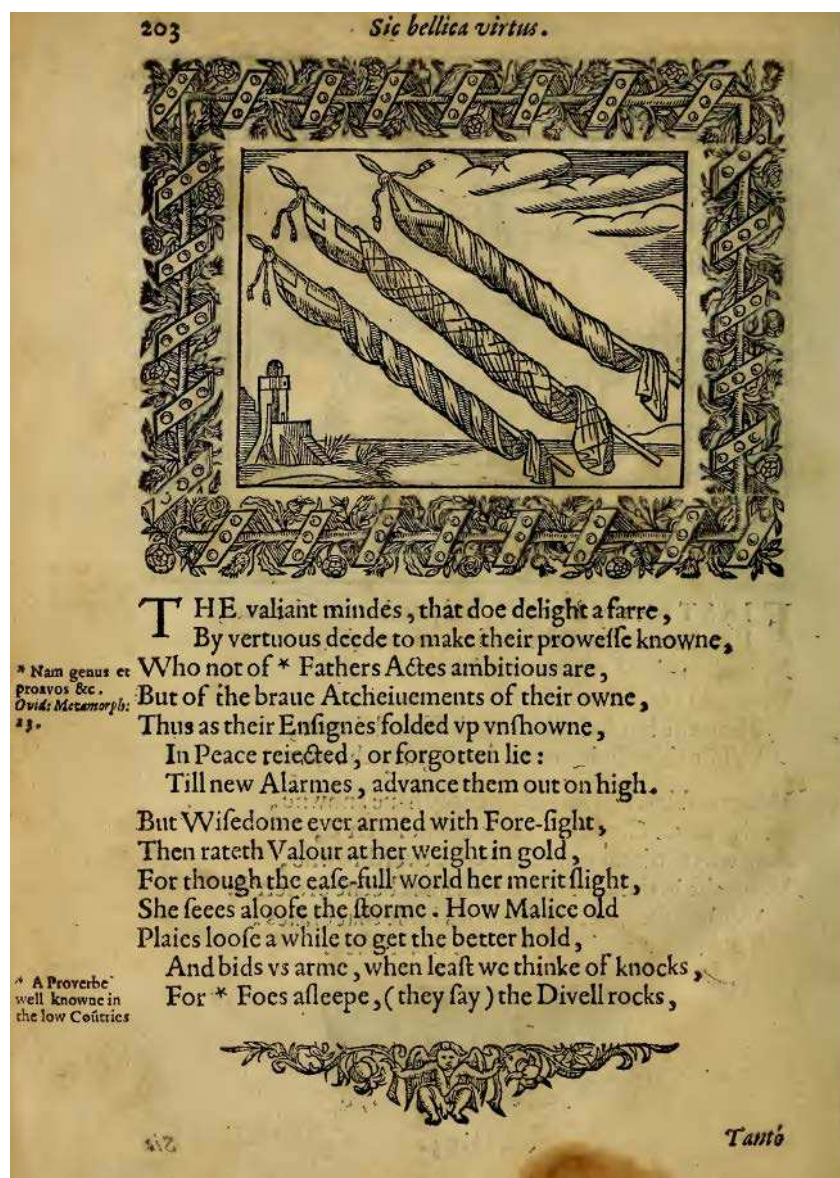 203 Sic bellica virtus.
THE valiant mindes, that doe delight a farre,
By vertuous deede to make their prowesse knowne,
* Nam genus et
proavos &c.
Ovid: Metamorph:
13.
Who not of * Fathers Actes ambitious are,
But of the braue Atcheiuements of their owne,
Thus as their Ensignes folded vp vnshowne,
In Peace reiected, or forgotten lie:
Till new Alarmes, advance them out on high.
But Wisedome ever armed with Fore-sight,
Then rateth Valour at her weight in gold,
For though the ease-full world her merit slight,
She seees aloofe the storme. How Malice old
Plaies loose a while to get the better hold,
And bids vs arme, when least we thinke of knocks,
* A Proverbe
well knowne in
the low Coūtries
For * Foes asleepe, (they say) the Divell rocks,
Tantò